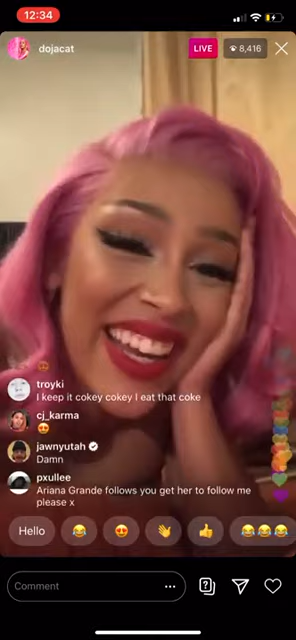 12:34
dojacat
LIVE
8,416
troyki
I keep it cokey cokey I eat that coke
cj_karma
jawnyutah
Damn
pxullee
Ariana Grande follows you get her to follow me
please x
Hello
Comment